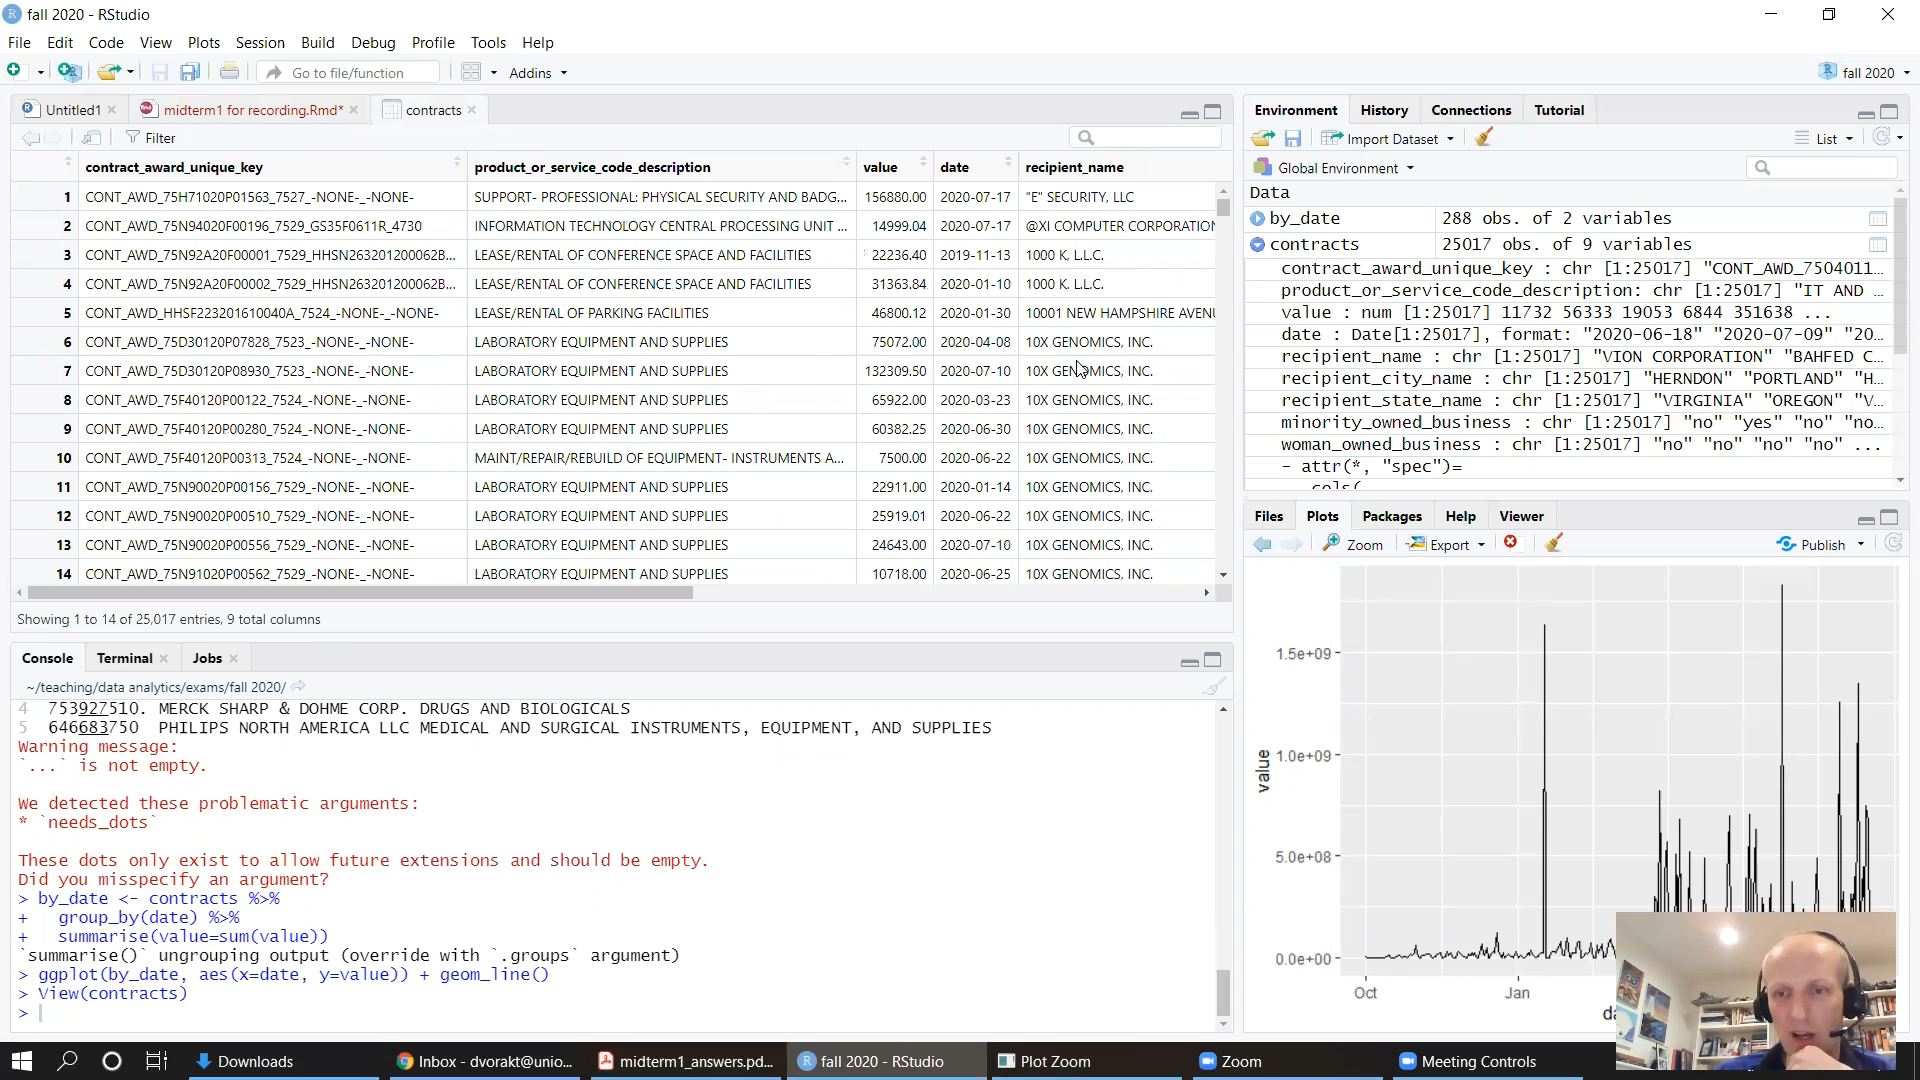 fall 2020 - RStudio
File Edit Code View Plots Session Build Debug Profile Tools Help
Go to file/function Addins fall 2020
Untitled1 midterm1 for recording.Rmd* contracts
Filter
contract_award_unique_key product_or_service_code_description value date recipient_name
1 CONT_AWD_75H71020P01563_7527_-NONE-_-NONE- SUPPORT- PROFESSIONAL: PHYSICAL SECURITY AND BADG... 156880.00 2020-07-17 "E" SECURITY, LLC
2 CONT_AWD_75N94020F00196_7529_GS35F0611R_4730 INFORMATION TECHNOLOGY CENTRAL PROCESSING UNIT ... 14999.04 2020-07-17 @XI COMPUTER CORPORATION
3 CONT_AWD_75N92A20F00001_7529_HHSN263201200062B... LEASE/RENTAL OF CONFERENCE SPACE AND FACILITIES 22236.40 2019-11-13 1000 K, L.L.C.
4 CONT_AWD_75N92A20F00002_7529_HHSN263201200062B... LEASE/RENTAL OF CONFERENCE SPACE AND FACILITIES 31363.84 2020-01-10 1000 K, L.L.C.
5 CONT_AWD_HHSF223201610040A_7524_-NONE-_-NONE- LEASE/RENTAL OF PARKING FACILITIES 46800.12 2020-01-30 10001 NEW HAMPSHIRE AVENU
6 CONT_AWD_75D30120P07828_7523_-NONE-_-NONE- LABORATORY EQUIPMENT AND SUPPLIES 75072.00 2020-04-08 10X GENOMICS, INC.
7 CONT_AWD_75D30120P08930_7523_-NONE-_-NONE- LABORATORY EQUIPMENT AND SUPPLIES 132309.50 2020-07-10 10X GENOMICS, INC.
8 CONT_AWD_75F40120P00122_7524_-NONE-_-NONE- LABORATORY EQUIPMENT AND SUPPLIES 65922.00 2020-03-23 10X GENOMICS, INC.
9 CONT_AWD_75F40120P00280_7524_-NONE-_-NONE- LABORATORY EQUIPMENT AND SUPPLIES 60382.25 2020-06-30 10X GENOMICS, INC.
10 CONT_AWD_75F40120P00313_7524_-NONE-_-NONE- MAINT/REPAIR/REBUILD OF EQUIPMENT- INSTRUMENTS A... 7500.00 2020-06-22 10X GENOMICS, INC.
11 CONT_AWD_75N90020P00156_7529_-NONE-_-NONE- LABORATORY EQUIPMENT AND SUPPLIES 22911.00 2020-01-14 10X GENOMICS, INC.
12 CONT_AWD_75N90020P00510_7529_-NONE-_-NONE- LABORATORY EQUIPMENT AND SUPPLIES 25919.01 2020-06-22 10X GENOMICS, INC.
13 CONT_AWD_75N90020P00556_7529_-NONE-_-NONE- LABORATORY EQUIPMENT AND SUPPLIES 24643.00 2020-07-10 10X GENOMICS, INC.
14 CONT_AWD_75N91020P00562_7529_-NONE-_-NONE- LABORATORY EQUIPMENT AND SUPPLIES 10718.00 2020-06-25 10X GENOMICS, INC.
Showing 1 to 14 of 25,017 entries, 9 total columns
Console Terminal Jobs
~/teaching/data analytics/exams/fall 2020/
4 753927510. MERCK SHARP & DOHME CORP. DRUGS AND BIOLOGICALS
5 646683750 PHILIPS NORTH AMERICA LLC MEDICAL AND SURGICAL INSTRUMENTS, EQUIPMENT, AND SUPPLIES
Warning message:
`...` is not empty.
We detected these problematic arguments:
* `needs_dots`
These dots only exist to allow future extensions and should be empty.
Did you misspecify an argument?
> by_date <- contracts %>%
+ group_by(date) %>%
+ summarise(value=sum(value))
`summarise()` ungrouping output (override with `.groups` argument)
> ggplot(by_date, aes(x=date, y=value)) + geom_line()
> View(contracts)
>
Environment History Connections Tutorial
Import Dataset List
Global Environment
Data
by_date 288 obs. of 2 variables
contracts 25017 obs. of 9 variables
contract_award_unique_key : chr [1:25017] "CONT_AWD_7504011...
product_or_service_code_description: chr [1:25017] "IT AND ...
value : num [1:25017] 11732 56333 19053 6844 351638 ...
date : Date[1:25017], format: "2020-06-18" "2020-07-09" "20...
recipient_name : chr [1:25017] "VION CORPORATION" "BAHFED C...
recipient_city_name : chr [1:25017] "HERNDON" "PORTLAND" "H...
recipient_state_name : chr [1:25017] "VIRGINIA" "OREGON" "V...
minority_owned_business : chr [1:25017] "no" "yes" "no" "no...
woman_owned_business : chr [1:25017] "no" "no" "no" "no" ...
- attr(*, "spec")=
cols(
Files Plots Packages Help Viewer
Zoom Export Publish
1.5e+09
1.0e+09
5.0e+08
0.0e+00
value
Oct Jan
da
Downloads Inbox - dvorakt@unio... midterm1_answers.pd... fall 2020 - RStudio Plot Zoom Zoom Meeting Controls